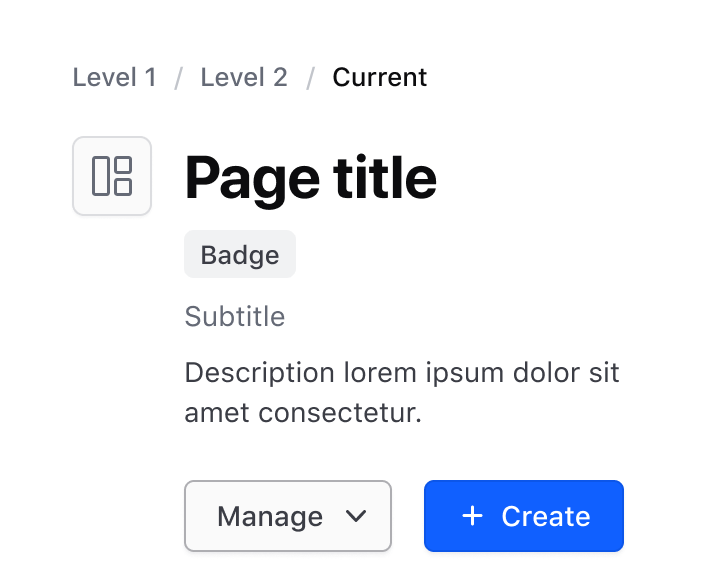 Level 1 / Level 2 / Current
Page title
Badge
Subtitle
Description lorem ipsum dolor sit
amet consectetur.
Manage + Create